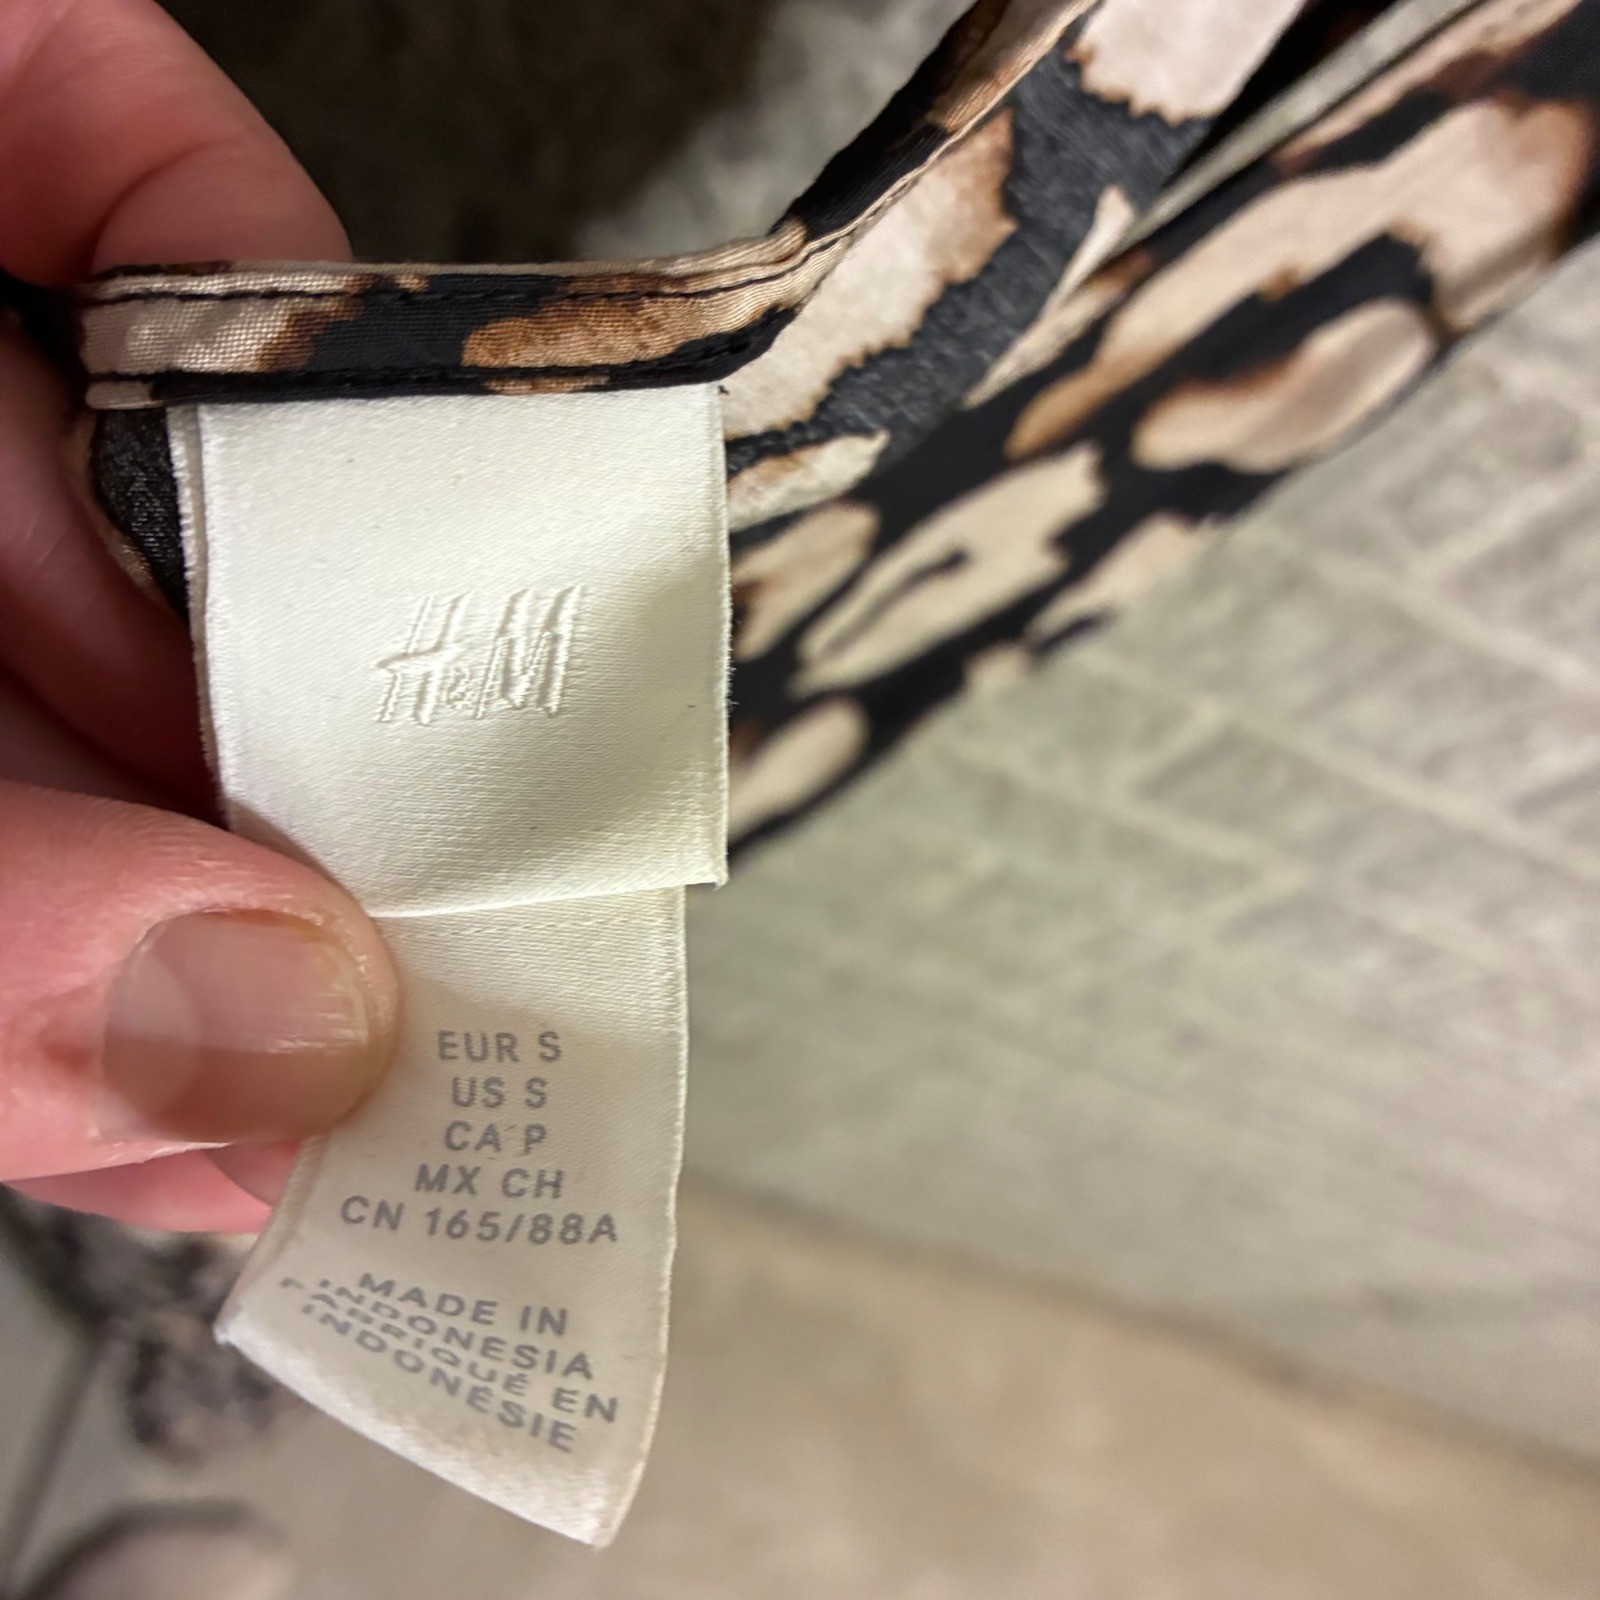 H&M
EUR S
US S
CA P
MX CH
CN 165/88A
MADE IN
INDONESIA
FABRIQUÉ EN
INDONÉSIE